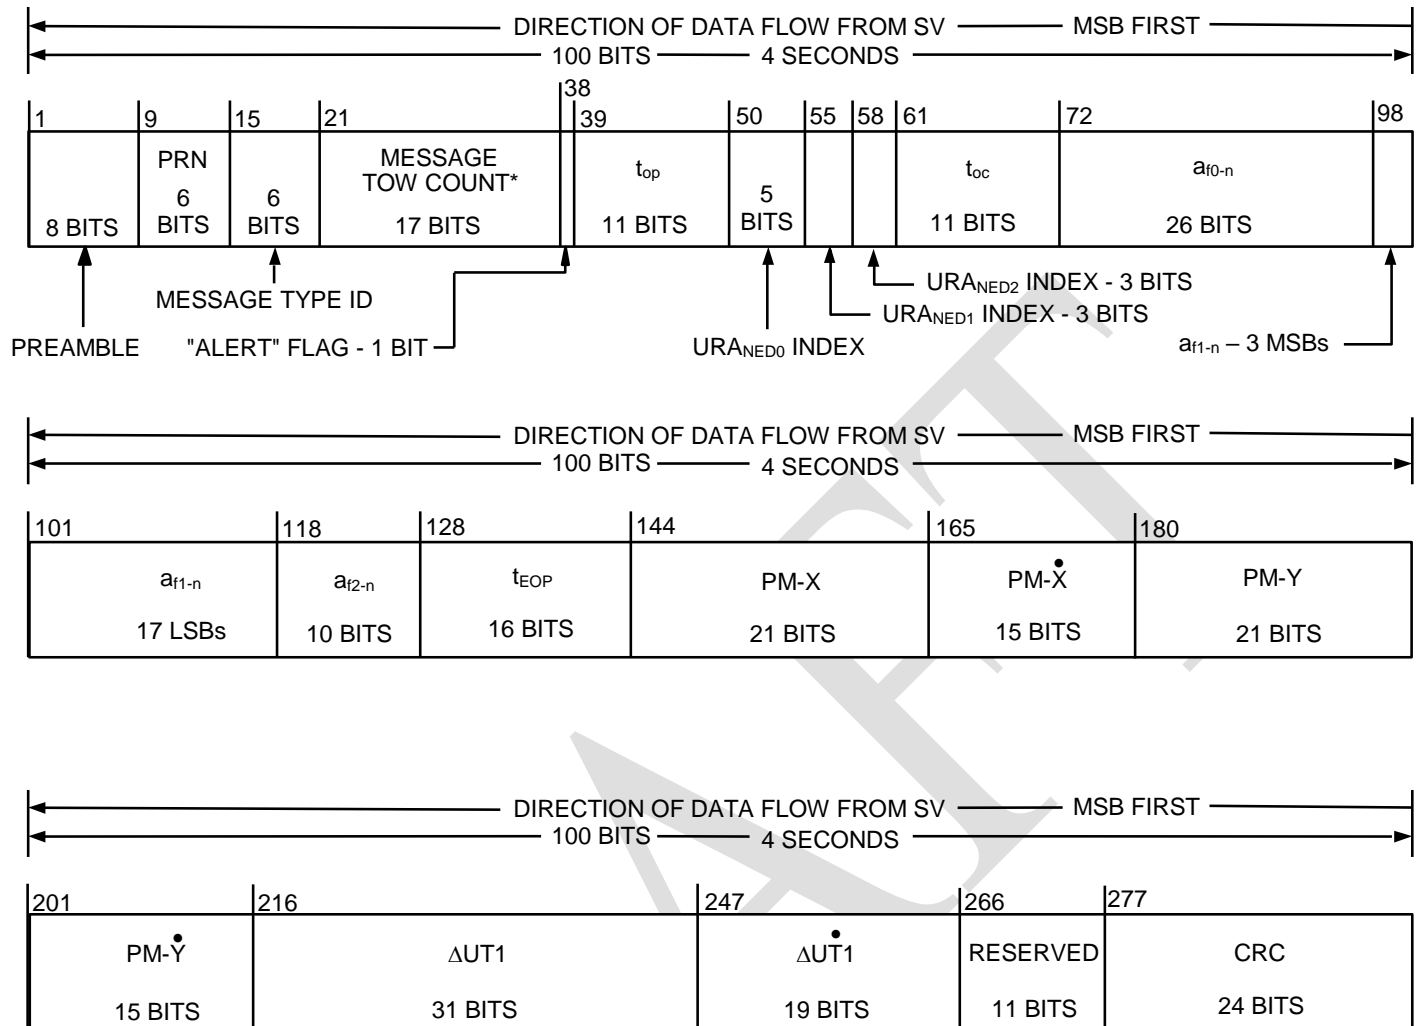 DIRECTION OF DATA FLOW FROM SV MSB FIRST
100 BITS 4 SECONDS
38
1 9 15 21 39 50 55 58 61 72 98
PRN
6
BITS
MESSAGE
TOW COUNT*
17 BITS
8 BITS
6
BITS
top
11 BITS
5
BITS
toc
11 BITS
af0-n
26 BITS
MESSAGE TYPE ID
PREAMBLE
"ALERT" FLAG - 1 BIT
URANED0 INDEX
URANED2 INDEX - 3 BITS
URANED1 INDEX - 3 BITS
af1-n – 3 MSBs
DIRECTION OF DATA FLOW FROM SV MSB FIRST
100 BITS 4 SECONDS
101 118 128 144 165 180
af1-n
17 LSBs
af2-n
10 BITS
tEOP
16 BITS
PM-X
21 BITS
PM-Ẋ
15 BITS
PM-Y
21 BITS
DIRECTION OF DATA FLOW FROM SV MSB FIRST
100 BITS 4 SECONDS
201 216 247 266 277
PM-Ẏ
15 BITS
∆UT1
31 BITS
∆UṪ1
19 BITS
RESERVED
11 BITS
CRC
24 BITS